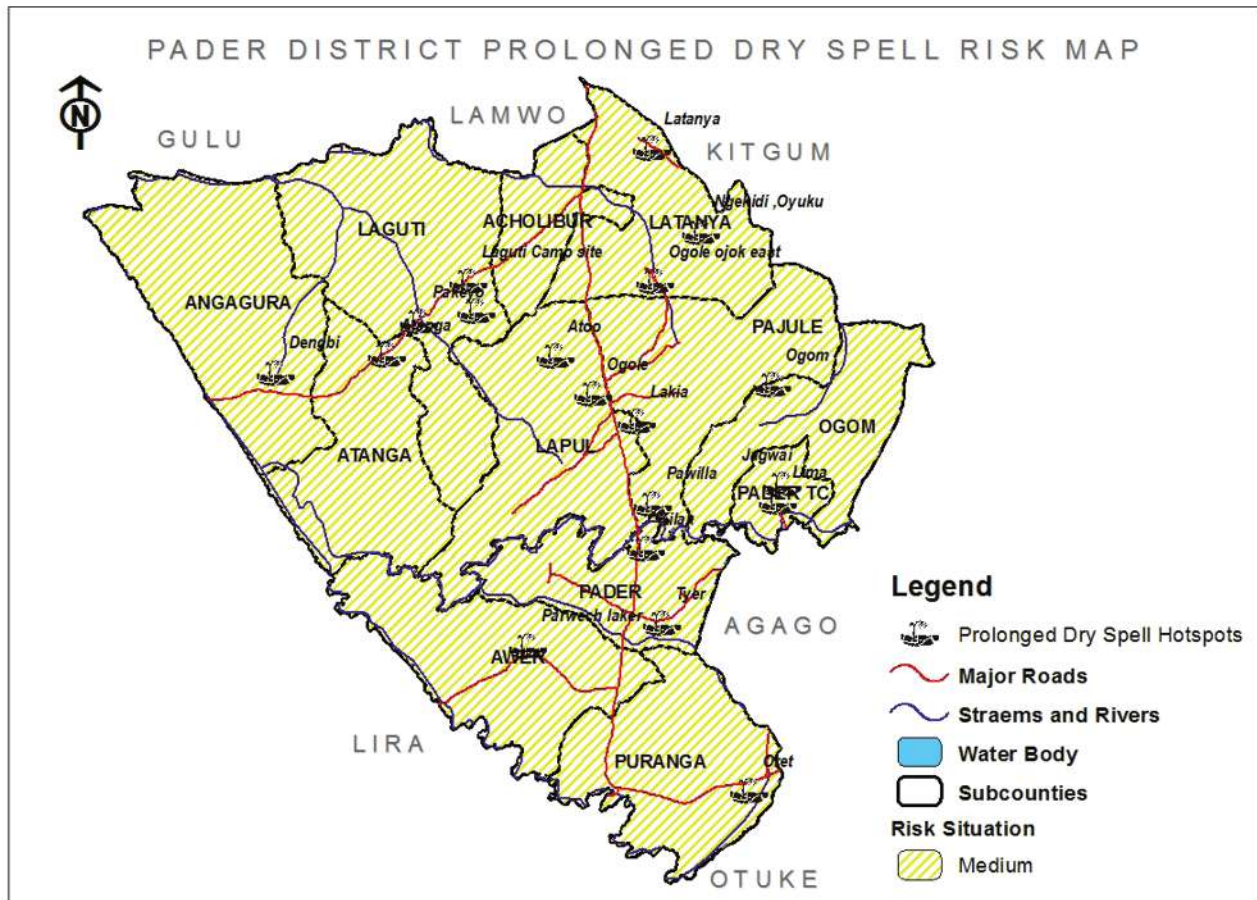 PADER DISTRICT PROLONGED DRY SPELL RISK MAP
N
LAMWO
GULU
Latanya
KITGUM
Ngekidi ,Oyuku
LAGUTI
ACHOLIBUR
LATANYA
Laguti Camp site
Ogole ojok east
Pakeyo
ANGAGURA
Atoo
PAJULE
Dengbi
Ogole
Ogom
Lakia
OGOM
ATANGA
LAPUL
Jagwai
Pawilla
Lima
PADER TC
PADER
Tyer
Parwech laker
AGAGO
AWER
LIRA
PURANGA
Otet
OTUKE
Legend
Prolonged Dry Spell Hotspots
Major Roads
Straems and Rivers
Water Body
Subcounties
Risk Situation
Medium